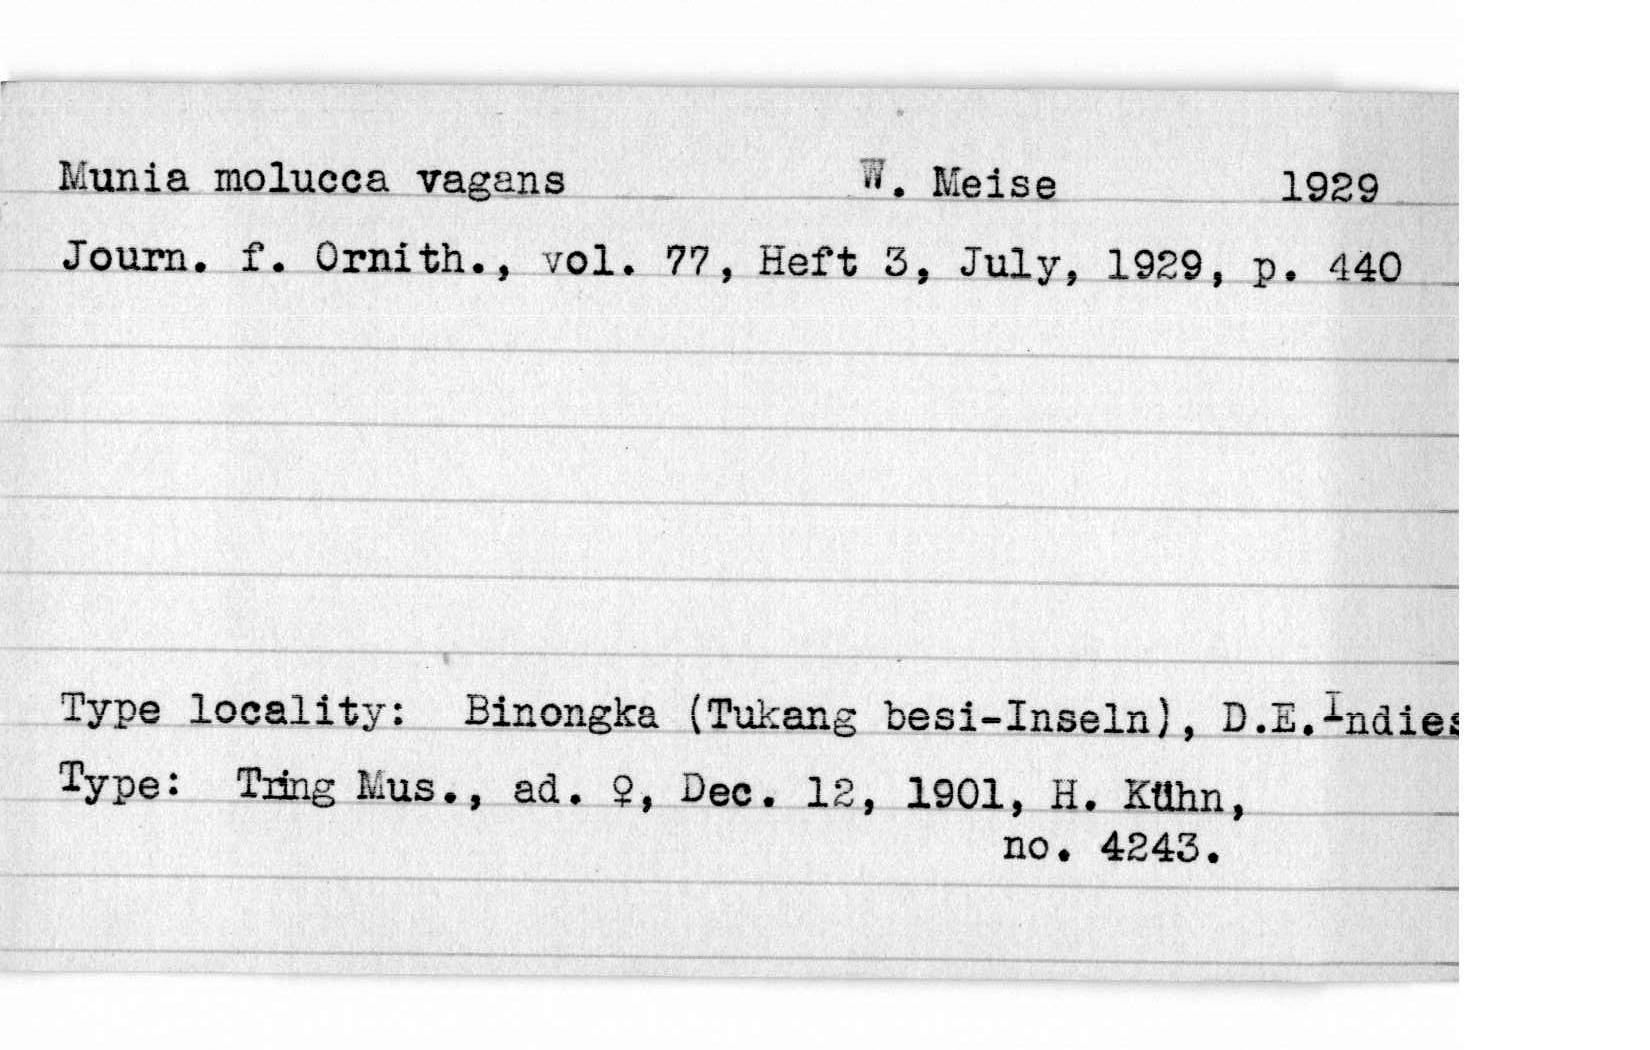 Munia molucca vagans W. Meise 1929
Journ. f. Ornith., vol. 77, Heft 3, July, 1929, p. 440
Type locality: Binongka (Tukang besi-Inseln), D.E.Indies
Type: Tring Mus., ad. ♀, Dec. 12, 1901, H. Kühn,
no. 4243.